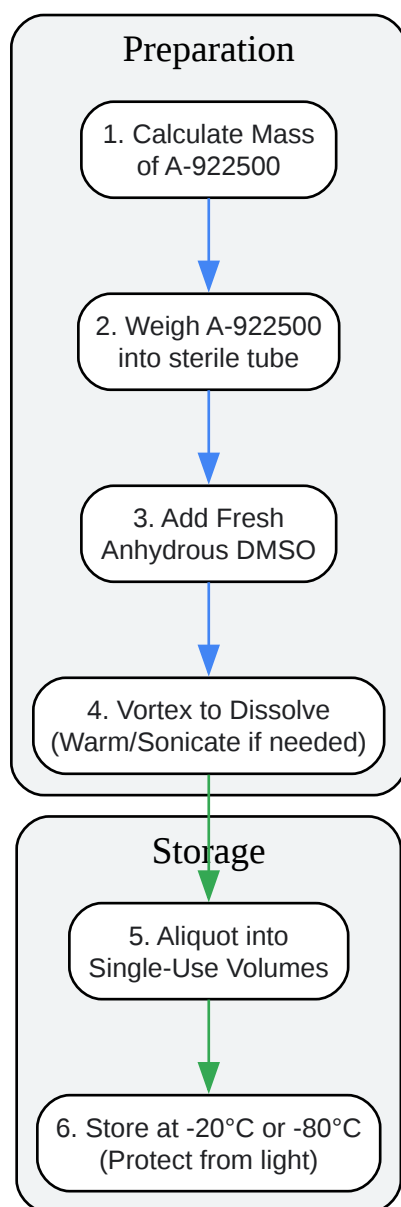 Preparation
1. Calculate Mass
of A-922500
2. Weigh A-922500
into sterile tube
3. Add Fresh
Anhydrous DMSO
4. Vortex to Dissolve
(Warm/Sonicate if needed)
Storage
5. Aliquot into
Single-Use Volumes
6. Store at -20°C or -80°C
(Protect from light)